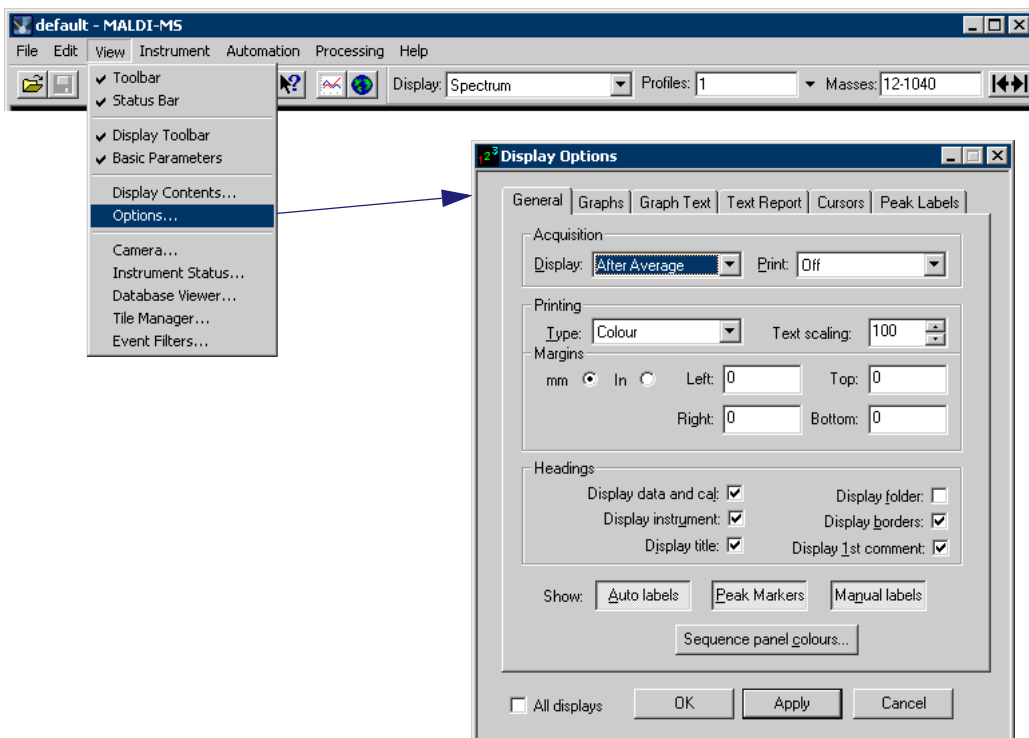 default - MALDI-MS
File Edit View Instrument Automation Processing Help
Display: Spectrum Profiles: 1 Masses: 12-1040
Toolbar
Status Bar
Display Toolbar
Basic Parameters
Display Contents...
Options...
Camera...
Instrument Status...
Database Viewer...
Tile Manager...
Event Filters...
123 Display Options
General Graphs Graph Text Text Report Cursors Peak Labels
Acquisition
Display: After Average Print: Off
Printing
Type: Colour Text scaling: 100
Margins
mm In Left: 0 Top: 0
Right: 0 Bottom: 0
Headings
Display data and cal: Display folder:
Display instrument: Display borders:
Display title: Display 1st comment:
Show: Auto labels Peak Markers Manual labels
Sequence panel colours...
All displays OK Apply Cancel